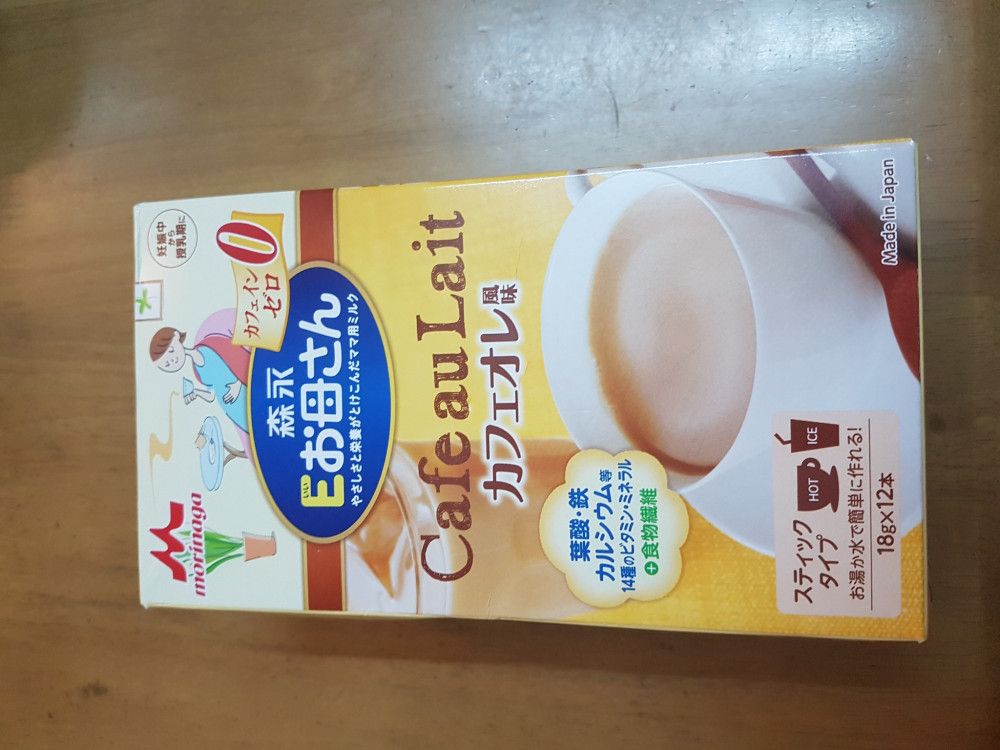 morinaga
妊娠中
から
授乳期に
カフェイン
ゼロ
0
森永
Eお母さん
いい
やさしさと栄養がとけこんだママ用ミルク
Cafe au Lait
カフェオレ風味
葉酸・鉄
カルシウム等
14種のビタミン・ミネラル
+食物繊維
スティック
タイプ
HOT
ICE
お湯か水で簡単に作れる!
18g×12本
Made in Japan